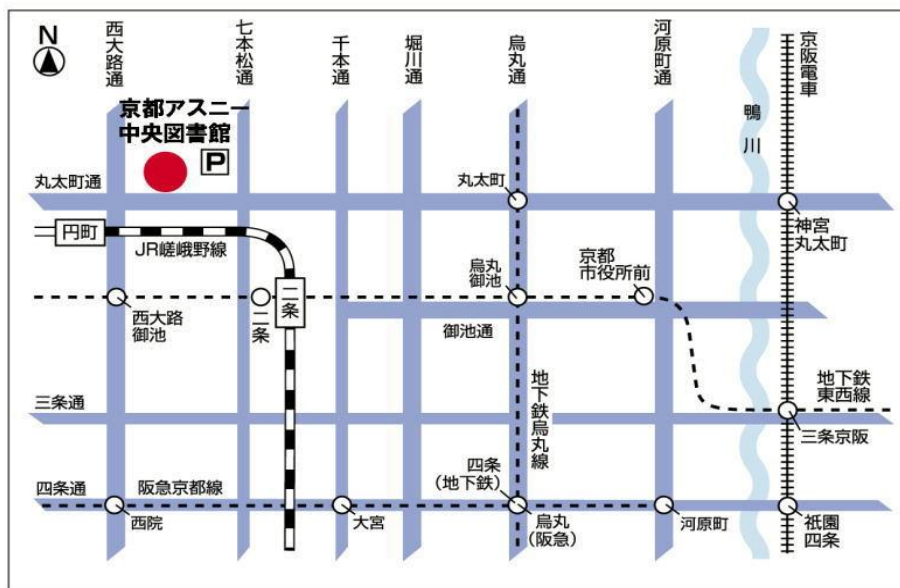 N
西大路通
七本松通
千本通
堀川通
烏丸通
河原町通
京阪電車
鴨川
京都アスニー
中央図書館
P
丸太町通
丸太町
神宮
丸太町
円町
JR嵯峨野線
二条
烏丸
御池
京都
市役所前
西大路
御池
二条
御池通
三条通
地下鉄烏丸線
地下鉄
東西線
三条京阪
四条通
阪急京都線
四条
(地下鉄)
西院
大宮
烏丸
(阪急)
河原町
祇園
四条